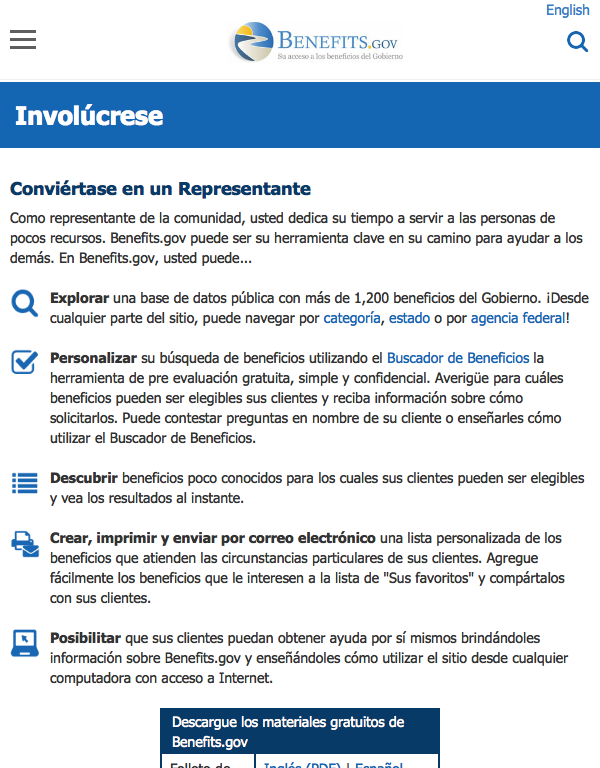 English
BENEFITS.GOV
Su acceso a los beneficios del Gobierno
Involúcrese
Conviértase en un Representante
Como representante de la comunidad, usted dedica su tiempo a servir a las personas de
pocos recursos. Benefits.gov puede ser su herramienta clave en su camino para ayudar a los
demás. En Benefits.gov, usted puede...
Explorar una base de datos pública con más de 1,200 beneficios del Gobierno. ¡Desde
cualquier parte del sitio, puede navegar por categoría, estado o por agencia federal!
Personalizar su búsqueda de beneficios utilizando el Buscador de Beneficios la
herramienta de pre evaluación gratuita, simple y confidencial. Averigüe para cuáles
beneficios pueden ser elegibles sus clientes y reciba información sobre cómo
solicitarlos. Puede contestar preguntas en nombre de su cliente o enseñarles cómo
utilizar el Buscador de Beneficios.
Descubrir beneficios poco conocidos para los cuales sus clientes pueden ser elegibles
y vea los resultados al instante.
Crear, imprimir y enviar por correo electrónico una lista personalizada de los
beneficios que atienden las circunstancias particulares de sus clientes. Agregue
fácilmente los beneficios que le interesen a la lista de "Sus favoritos" y compártalos
con sus clientes.
Posibilitar que sus clientes puedan obtener ayuda por sí mismos brindándoles
información sobre Benefits.gov y enseñándoles cómo utilizar el sitio desde cualquier
computadora con acceso a Internet.
Descargue los materiales gratuitos de
Benefits.gov
Folleto de Inglés (PDF) | Español